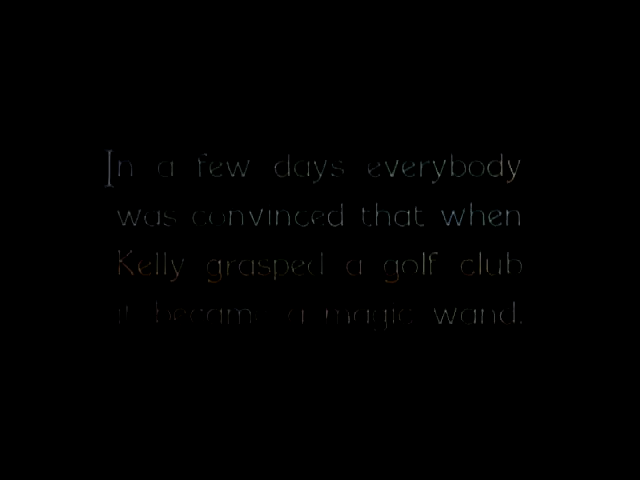 In a few days everybody
was convinced that when
Kelly grasped a golf club
it became a magic wand.